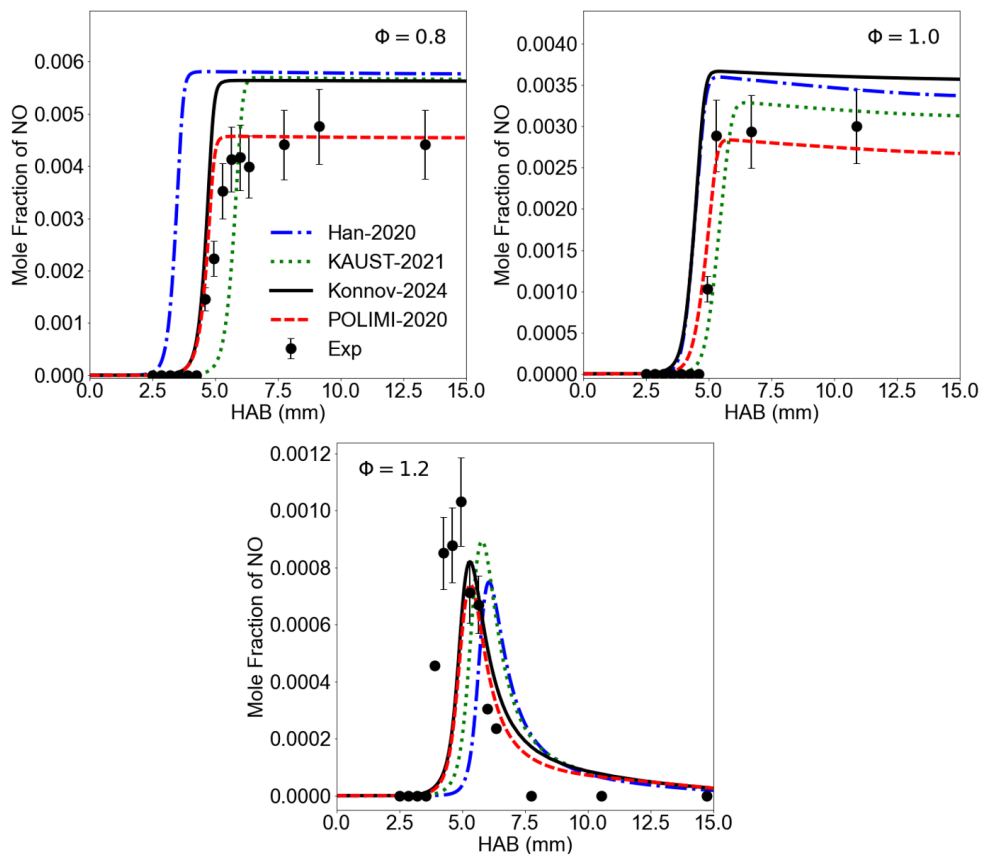 Φ = 0.8
0.006
0.005
0.004
0.003
0.002
0.001
0.000
Mole Fraction of NO
Han-2020
KAUST-2021
Konnov-2024
POLIMI-2020
Exp
0.0 2.5 5.0 7.5 10.0 12.5 15.0
HAB (mm)
Φ = 1.0
0.0040
0.0035
0.0030
0.0025
0.0020
0.0015
0.0010
0.0005
0.0000
Mole Fraction of NO
0.0 2.5 5.0 7.5 10.0 12.5 15.0
HAB (mm)
Φ = 1.2
0.0012
0.0010
0.0008
0.0006
0.0004
0.0002
0.0000
Mole Fraction of NO
0.0 2.5 5.0 7.5 10.0 12.5 15.0
HAB (mm)